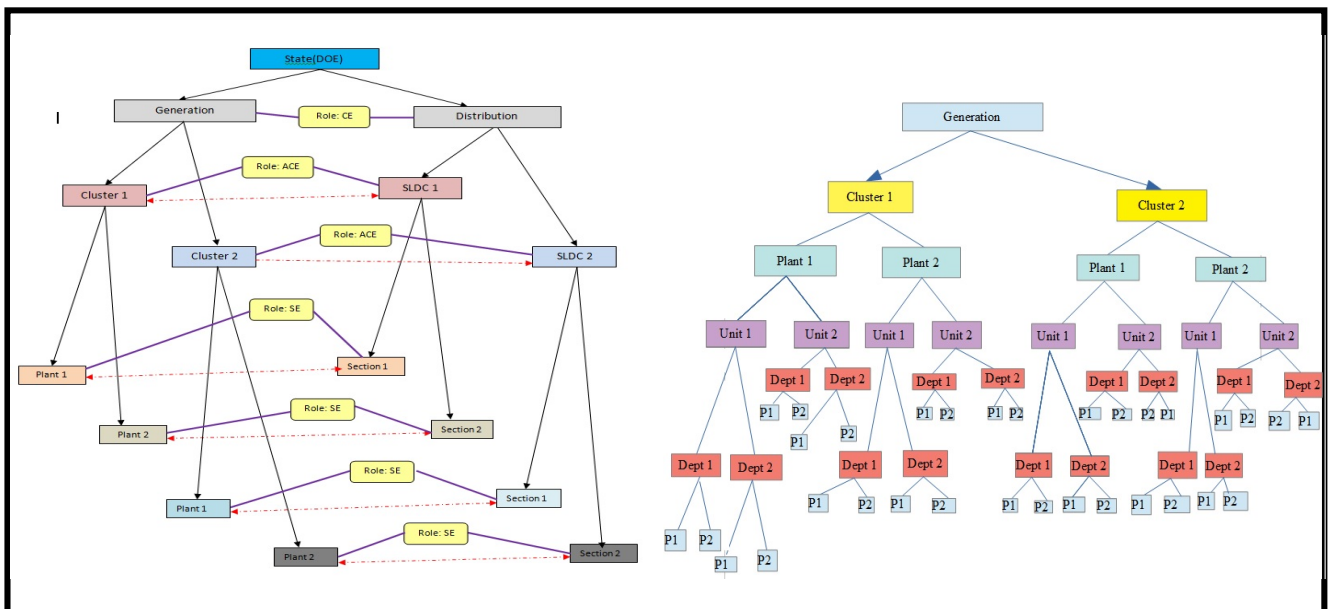 State(DOE)
Generation
Role: CE
Distribution
Role: ACE
Cluster 1
SLDC 1
Role: ACE
Cluster 2
SLDC 2
Role: SE
Plant 1
Section 1
Role: SE
Plant 2
Section 2
Role: SE
Plant 1
Section 1
Role: SE
Plant 2
Section 2
Generation
Cluster 1
Cluster 2
Plant 1
Plant 2
Plant 1
Plant 2
Unit 1
Unit 2
Unit 1
Unit 2
Unit 1
Unit 2
Unit 1
Unit 2
Dept 1
Dept 2
Dept 1
Dept 2
Dept 1
Dept 2
Dept 1
Dept 2
P1
P2
P1
P2
P1
P2
P1
P2
P1
P2
P2
P1
P1
P2
P2
P1
Dept 1
Dept 2
Dept 1
Dept 2
Dept 1
Dept 2
Dept 1
Dept 2
P1
P2
P1
P2
P1
P2
P1
P2
P1
P2
P1
P2
P1
P2
P1
P2